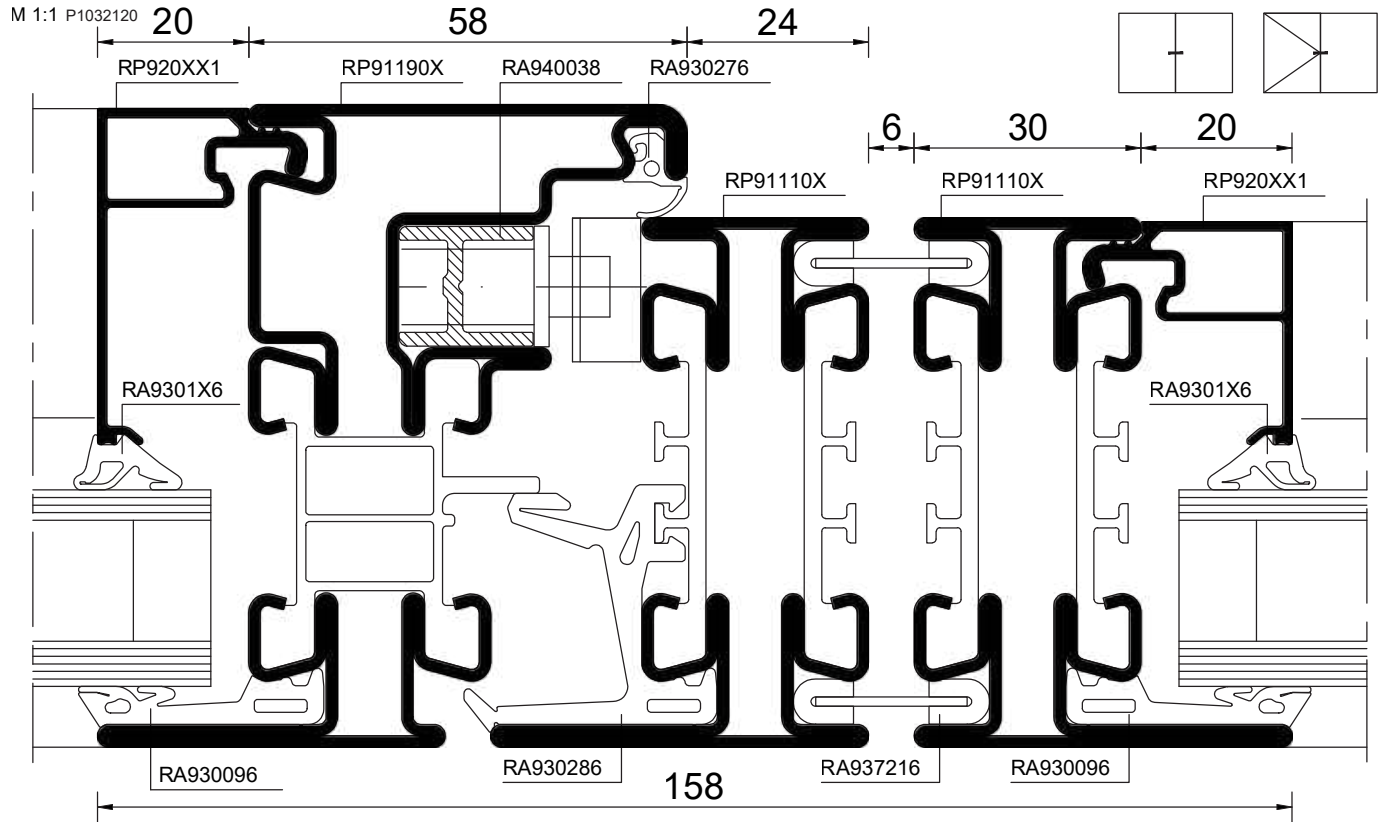 M 1:1 P1032120
20
58
24
RP920XX1
RP91190X
RA940038
RA930276
6
30
20
RP91110X
RP91110X
RP920XX1
RA9301X6
RA9301X6
RA930096
RA930286
RA937216
RA930096
158